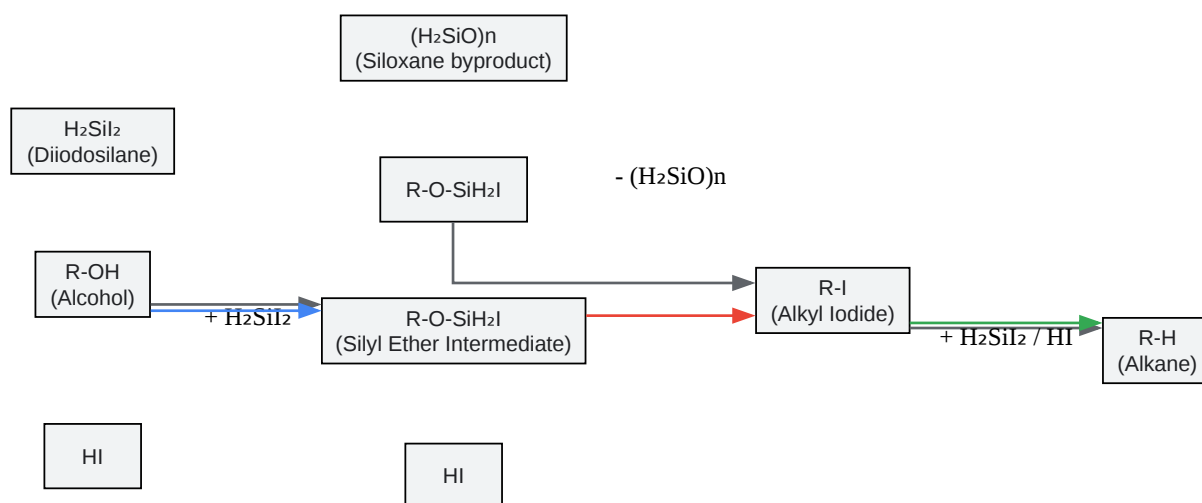 (H₂SiO)n
(Siloxane byproduct)
H₂SiI₂
(Diiodosilane)
R-O-SiH₂I
- (H₂SiO)n
R-OH
(Alcohol)
+ H₂SiI₂
R-O-SiH₂I
(Silyl Ether Intermediate)
R-I
(Alkyl Iodide)
+ H₂SiI₂ / HI
R-H
(Alkane)
HI
HI